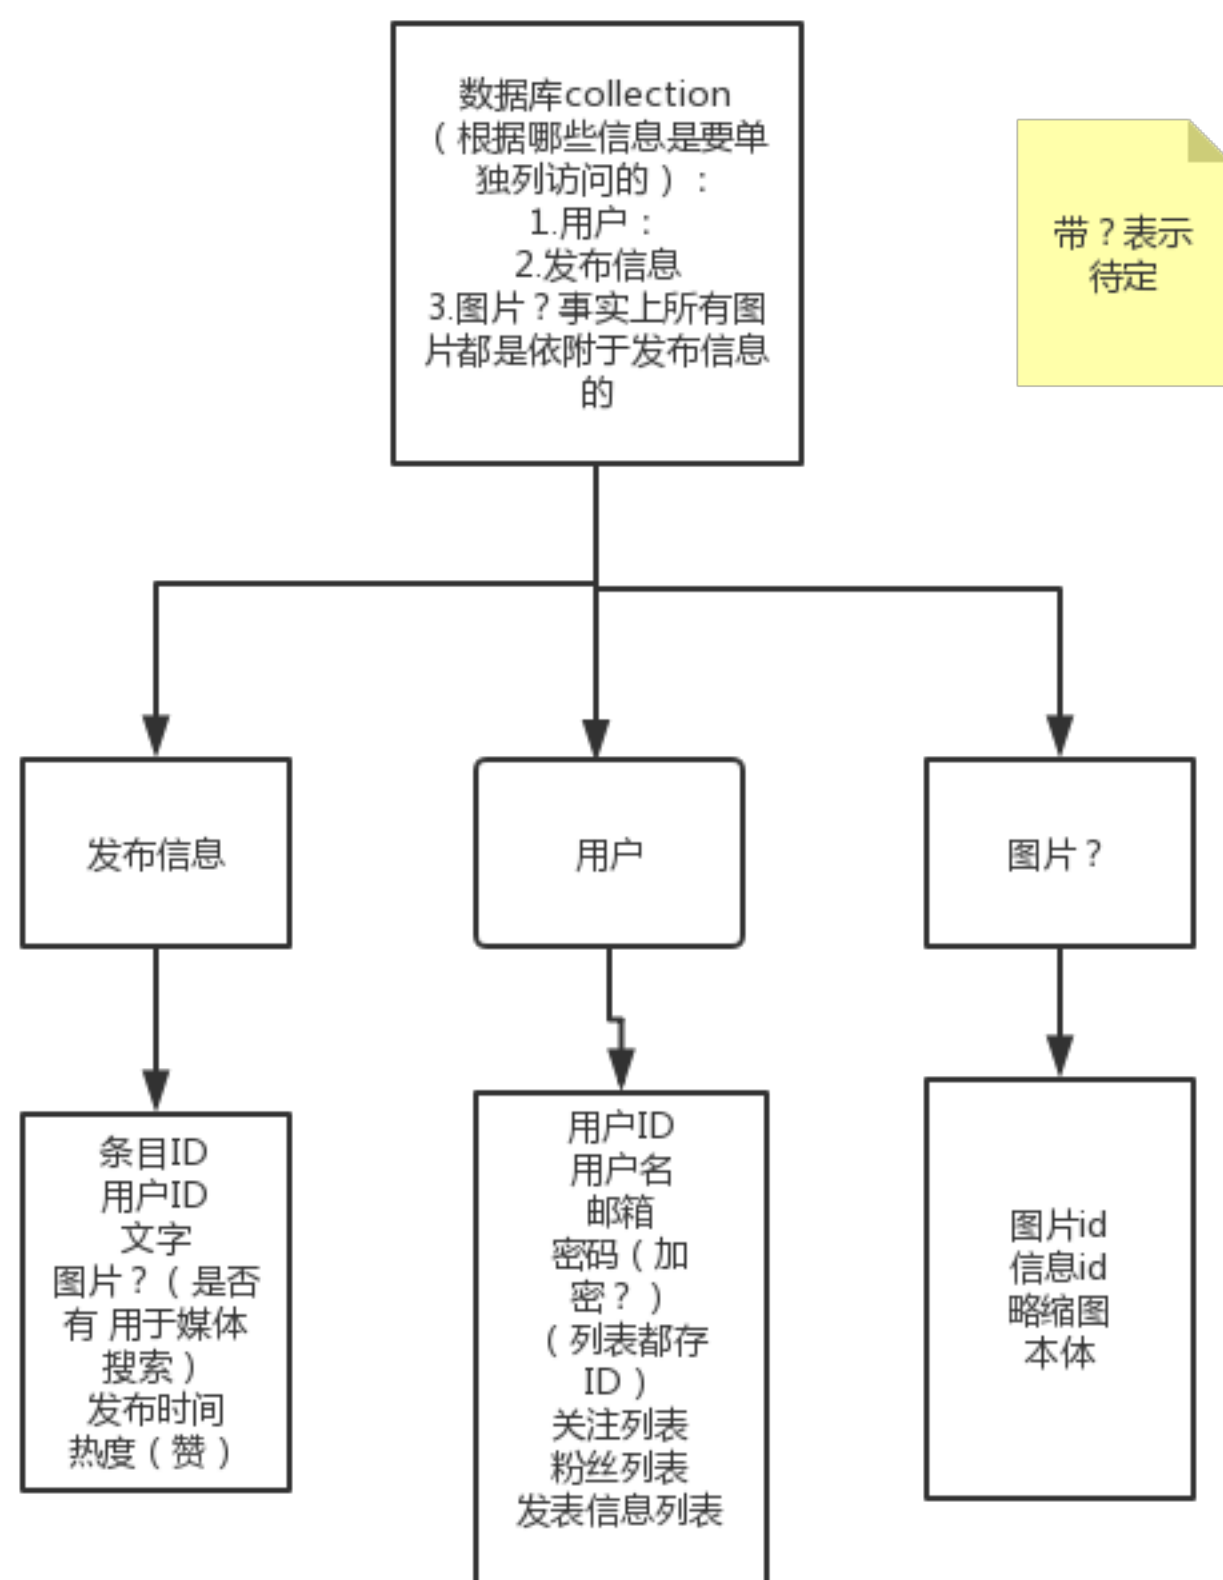 数据库collection
（根据哪些信息是要单
独列访问的）：
1.用户：
2.发布信息
3.图片？事实上所有图
片都是依附于发布信息
的
带？表示
待定
发布信息
用户
图片？
条目ID
用户ID
文字
图片？（是否
有 用于媒体
搜索）
发布时间
热度（赞）
用户ID
用户名
邮箱
密码（加
密？）
（列表都存
ID）
关注列表
粉丝列表
发表信息列表
图片id
信息id
略缩图
本体